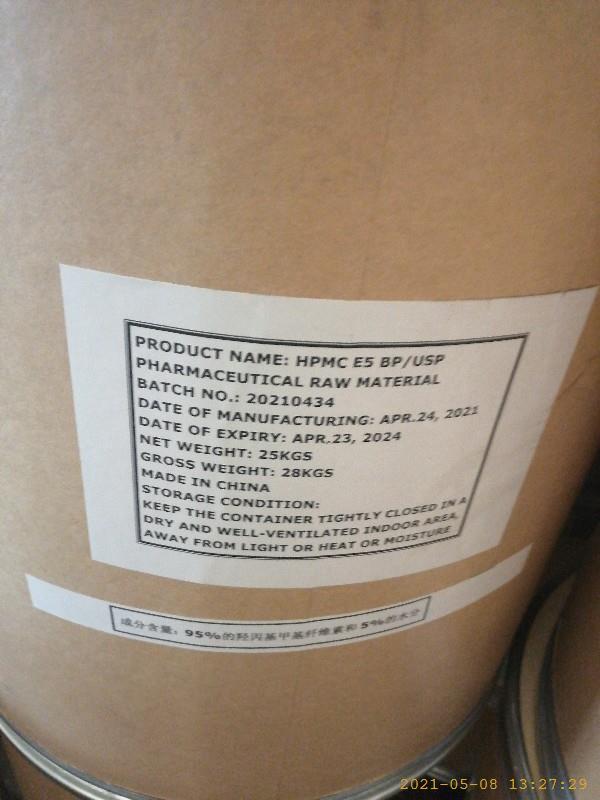 PRODUCT NAME: HPMC E5 BP/USP
PHARMACEUTICAL RAW MATERIAL
BATCH NO.: 20210434
DATE OF MANUFACTURING: APR.24, 2021
DATE OF EXPIRY: APR.23, 2024
NET WEIGHT: 25KGS
GROSS WEIGHT: 28KGS
MADE IN CHINA
STORAGE CONDITION:
KEEP THE CONTAINER TIGHTLY CLOSED IN A
DRY AND WELL-VENTILATED INDOOR AREA,
AWAY FROM LIGHT OR HEAT OR MOISTURE
成分含量：95%的羟丙基甲基纤维素和5%的水分
2021-05-08 13:27:29